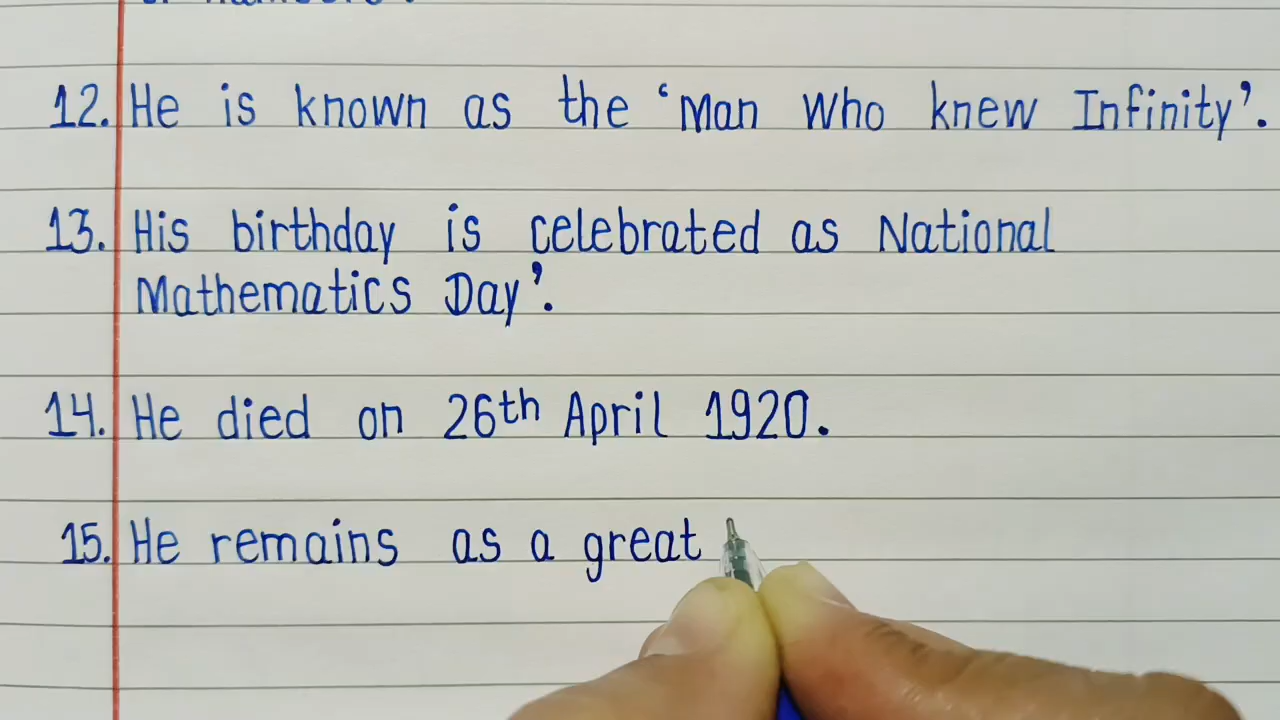 12. He is known as the ‘Man Who knew Infinity’.
13. His birthday is celebrated as National
Mathematics Day’.
14. He died on 26th April 1920.
15. He remains as a great